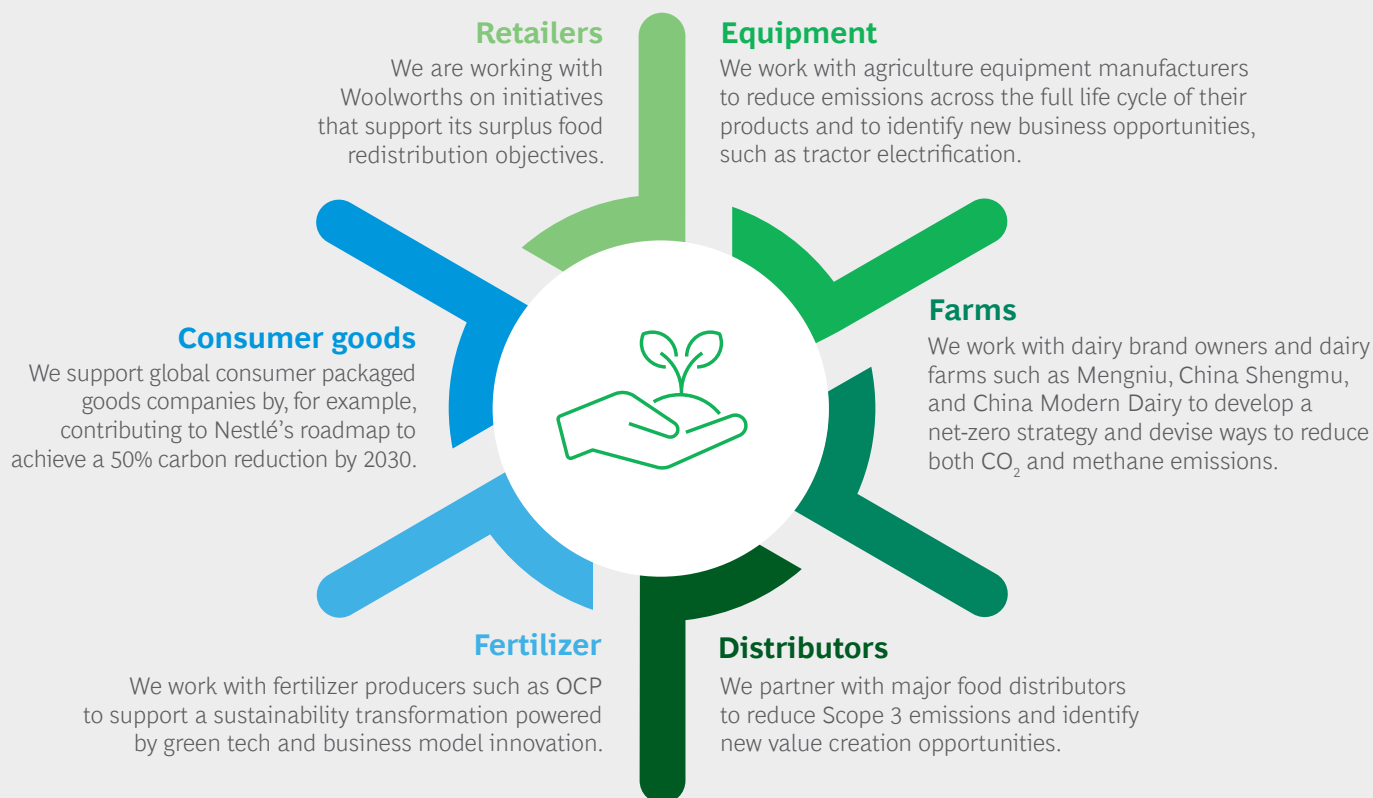 Retailers
We are working with
Woolworths on initiatives
that support its surplus food
redistribution objectives.
Equipment
We work with agriculture equipment manufacturers
to reduce emissions across the full life cycle of their
products and to identify new business opportunities,
such as tractor electrification.
Consumer goods
We support global consumer packaged
goods companies by, for example,
contributing to Nestlé’s roadmap to
achieve a 50% carbon reduction by 2030.
Farms
We work with dairy brand owners and dairy
farms such as Mengniu, China Shengmu,
and China Modern Dairy to develop a
net-zero strategy and devise ways to reduce
both CO₂ and methane emissions.
Fertilizer
We work with fertilizer producers such as OCP
to support a sustainability transformation powered
by green tech and business model innovation.
Distributors
We partner with major food distributors
to reduce Scope 3 emissions and identify
new value creation opportunities.